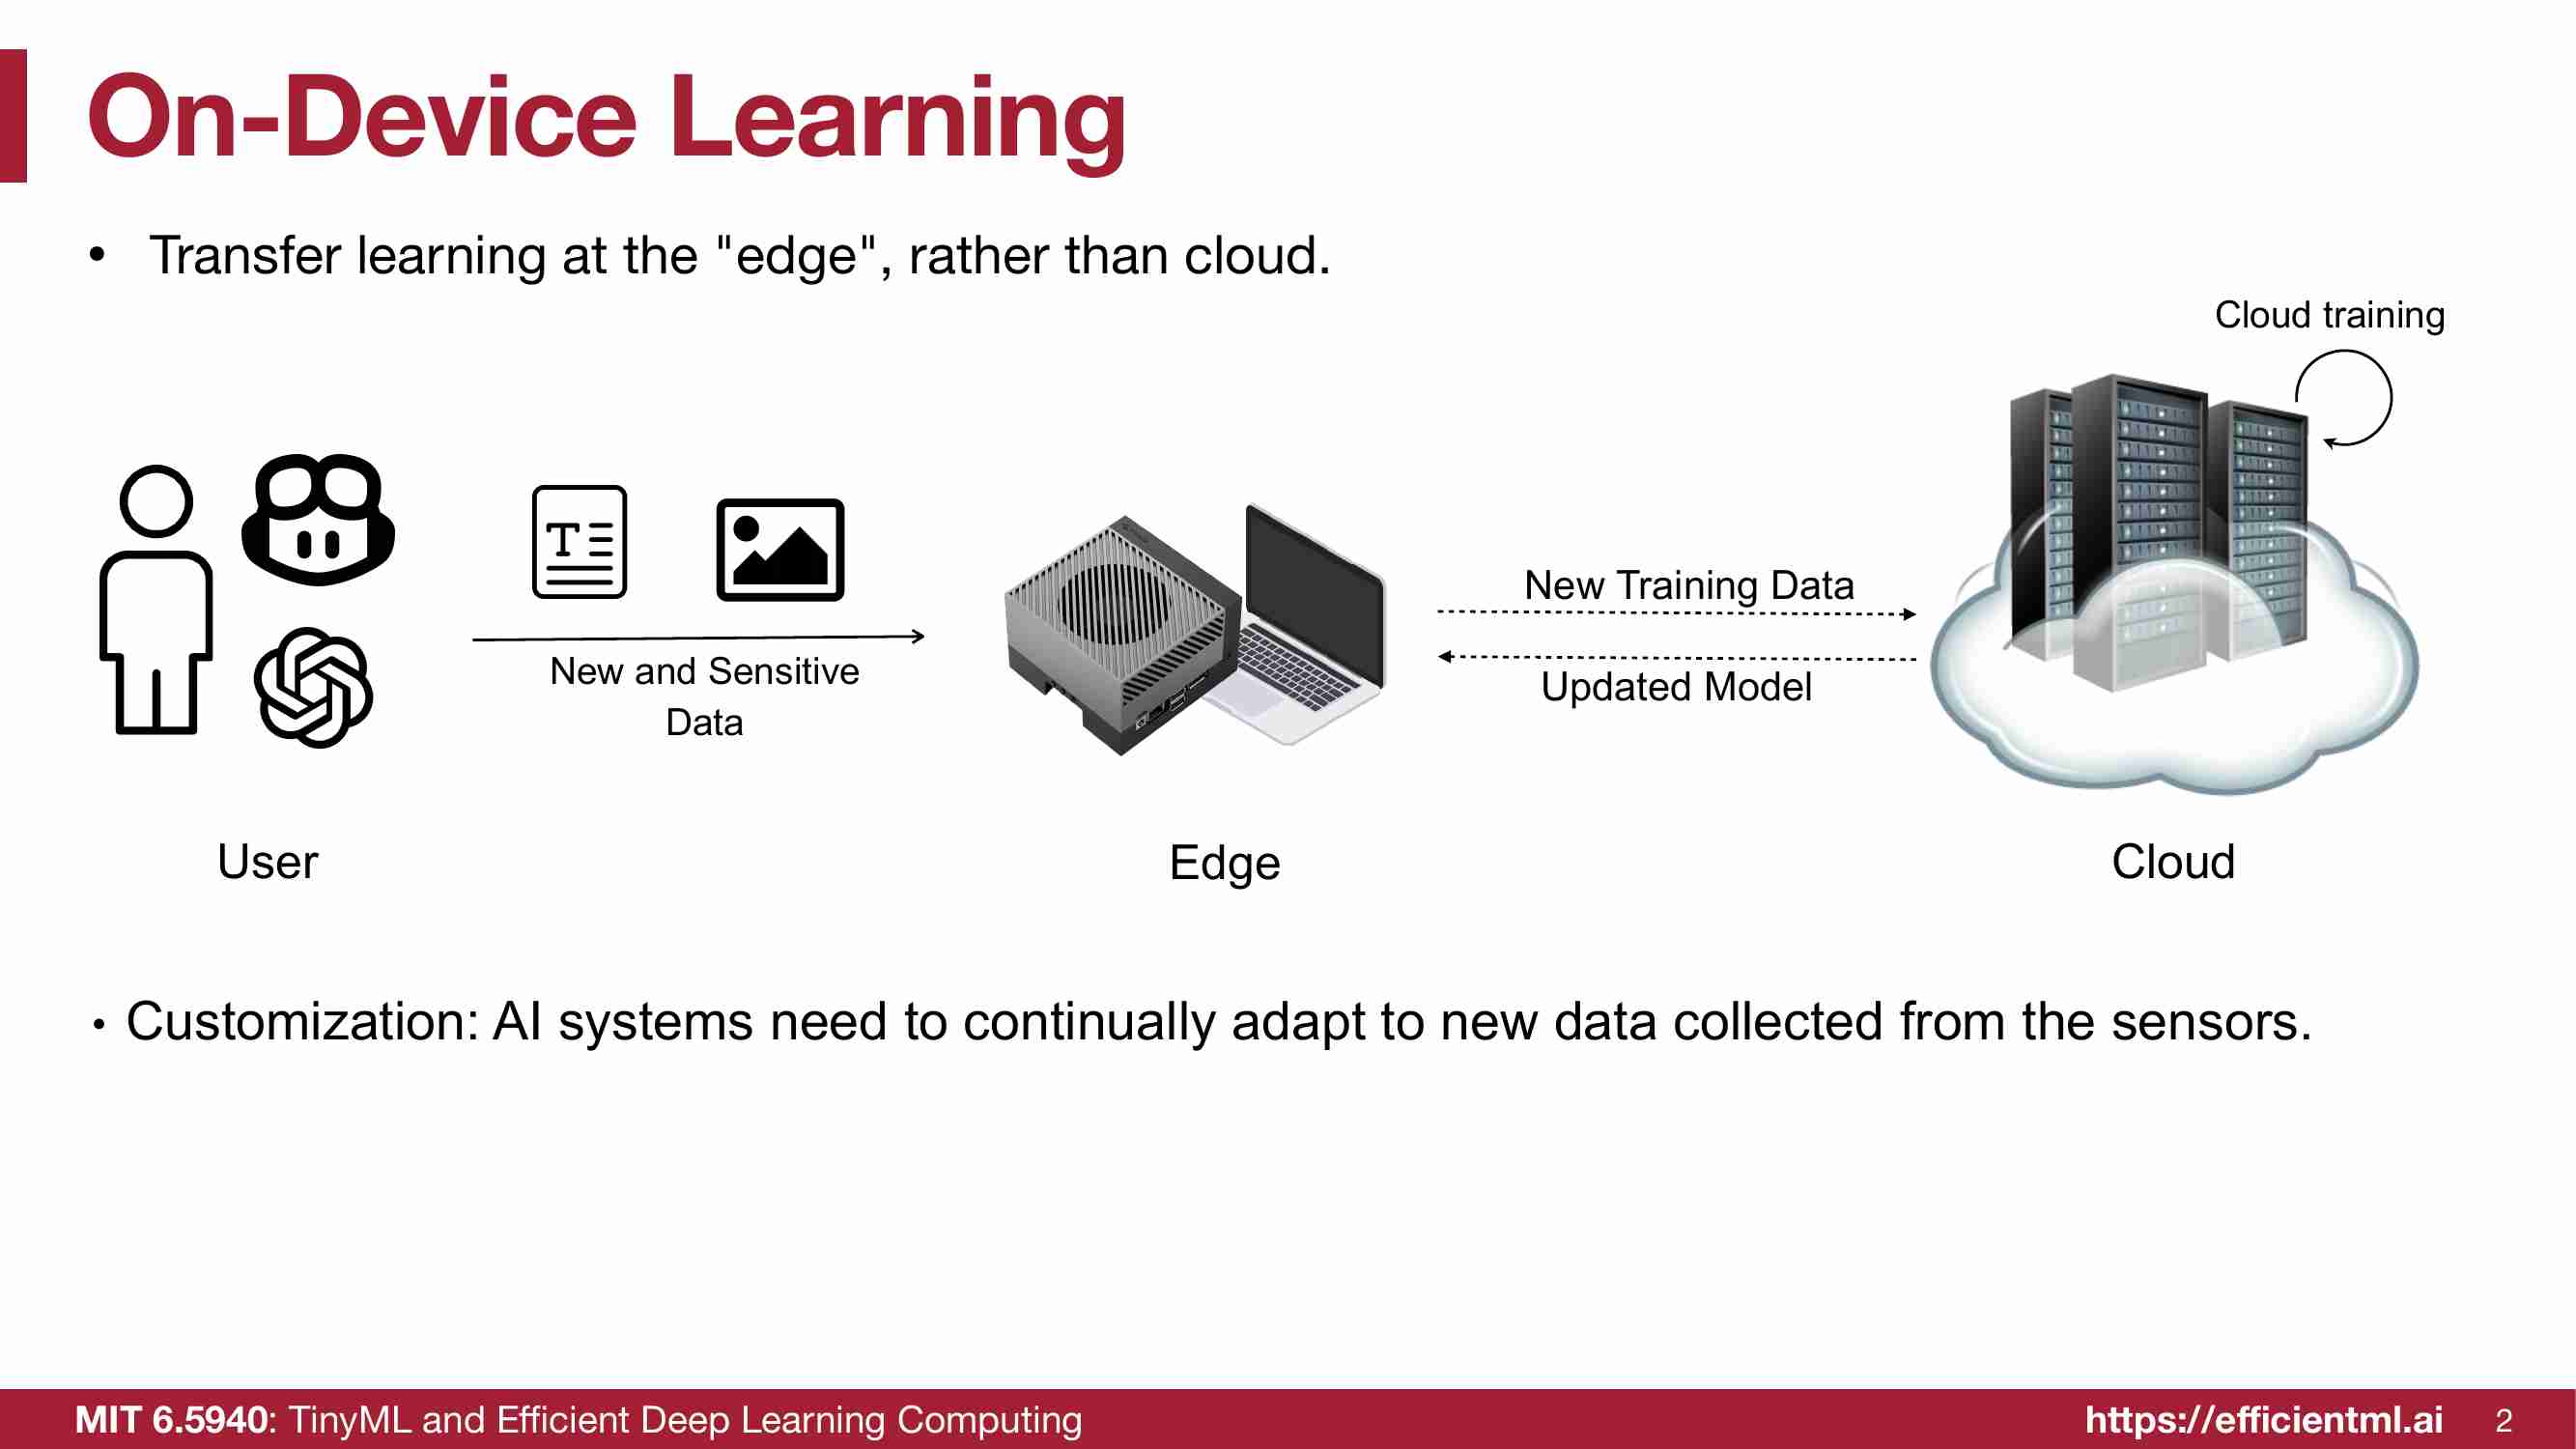 On-Device Learning
• Transfer learning at the "edge", rather than cloud.
Cloud training
T
New and Sensitive
Data
New Training Data
Updated Model
User
Edge
Cloud
• Customization: AI systems need to continually adapt to new data collected from the sensors.
MIT 6.5940: TinyML and Efficient Deep Learning Computing
https://efficientml.ai
2